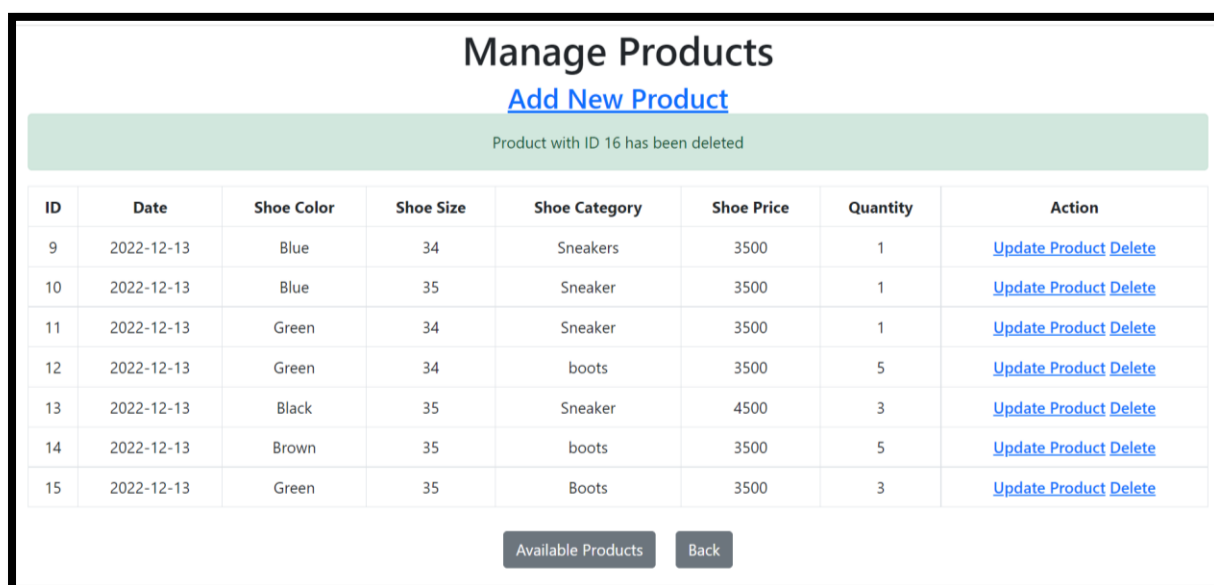 Manage Products
Add New Product
Product with ID 16 has been deleted
ID Date Shoe Color Shoe Size Shoe Category Shoe Price Quantity Action
9 2022-12-13 Blue 34 Sneakers 3500 1 Update Product Delete
10 2022-12-13 Blue 35 Sneaker 3500 1 Update Product Delete
11 2022-12-13 Green 34 Sneaker 3500 1 Update Product Delete
12 2022-12-13 Green 34 boots 3500 5 Update Product Delete
13 2022-12-13 Black 35 Sneaker 4500 3 Update Product Delete
14 2022-12-13 Brown 35 boots 3500 5 Update Product Delete
15 2022-12-13 Green 35 Boots 3500 3 Update Product Delete
Available Products Back